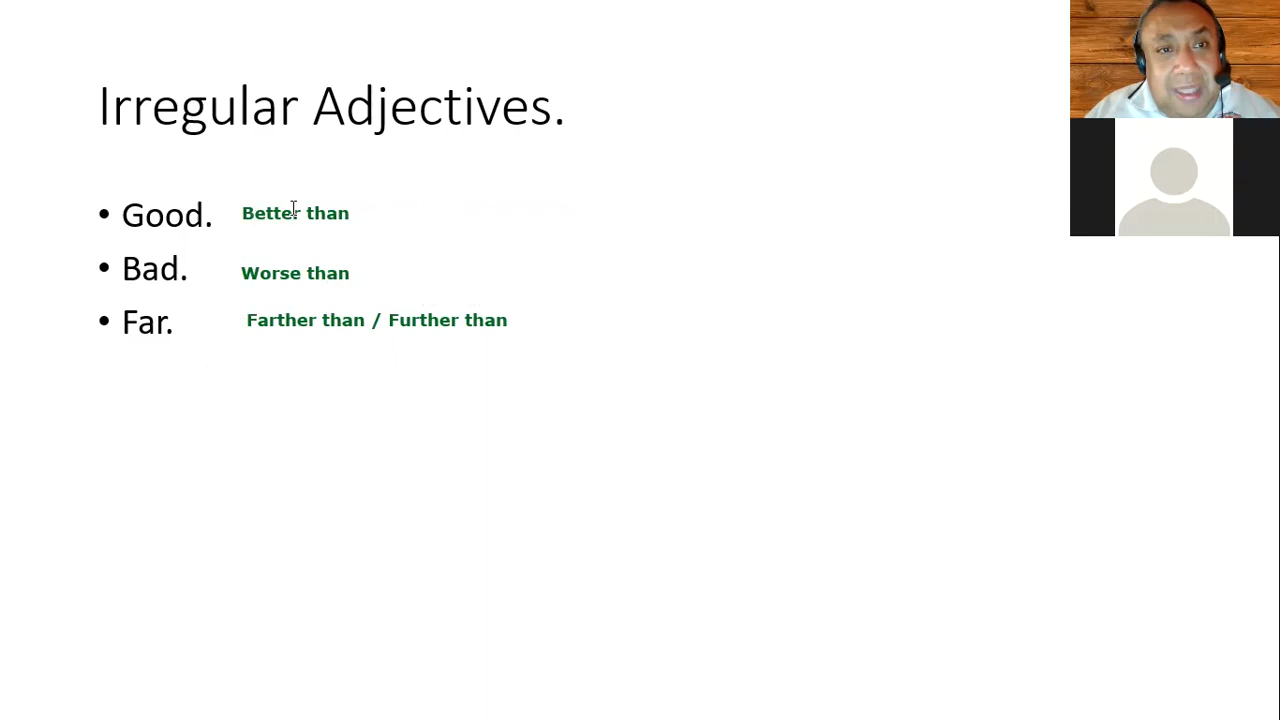 Irregular Adjectives.
• Good. Better than
• Bad. Worse than
• Far. Farther than / Further than